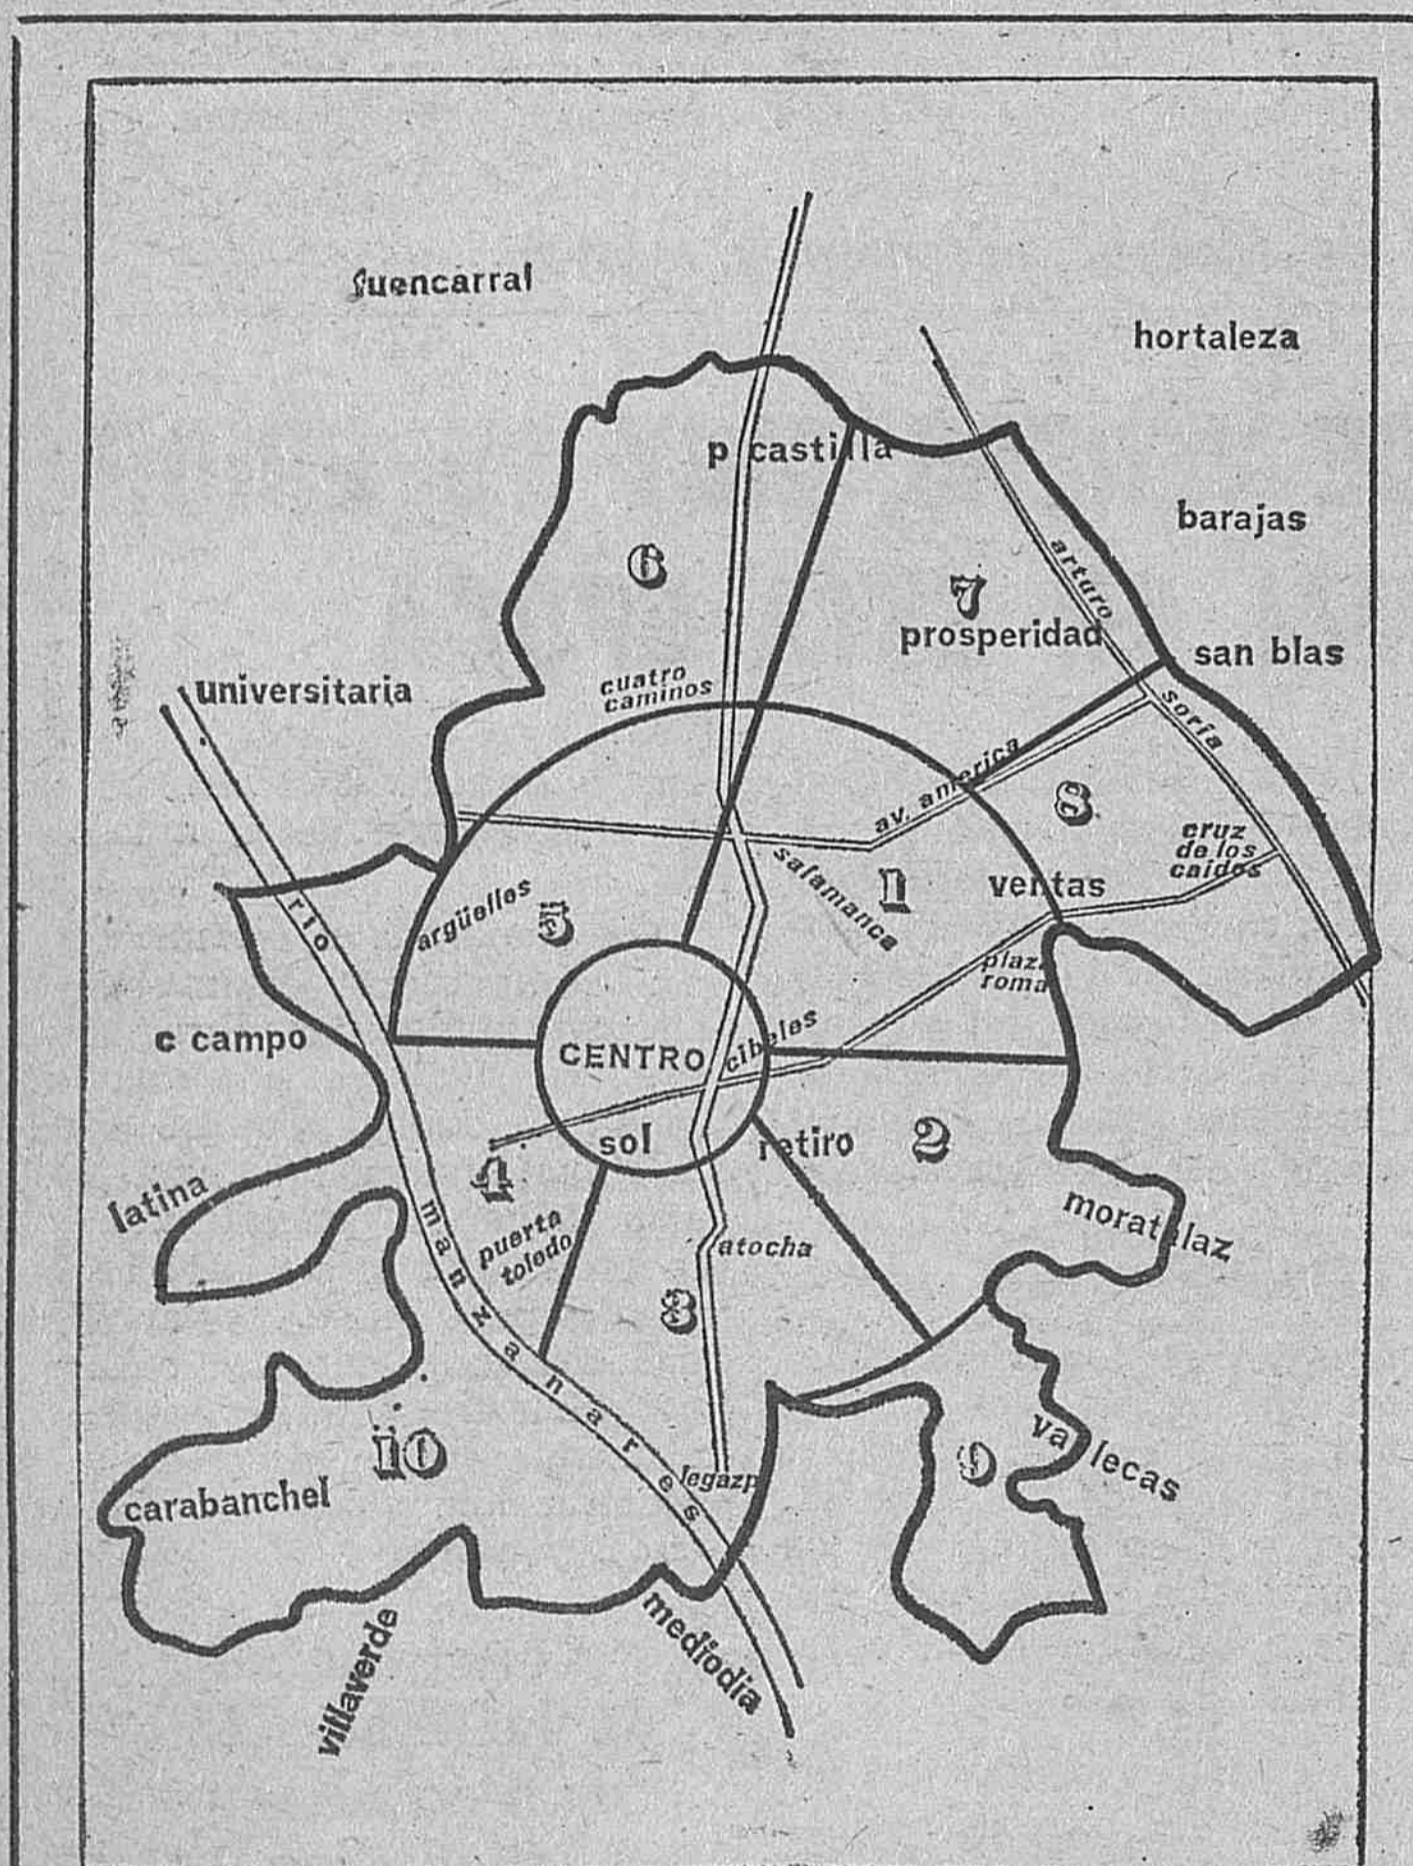 fuencarral
hortaleza
p castilla
barajas
6
arturo
7
prosperidad
san blas
cuatro
caminos
universitaria
soria
av. america
8
cruz
de los
caidos
salamanca
1
ventas
argüelles
5
rio
plaza
roma
c campo
CENTRO
cibeles
sol
retiro
2
4
latina
manzanares
moratalaz
puerta
toledo
atocha
3
10
9
vallecas
legazpi
carabanchel
villaverde
mediodia